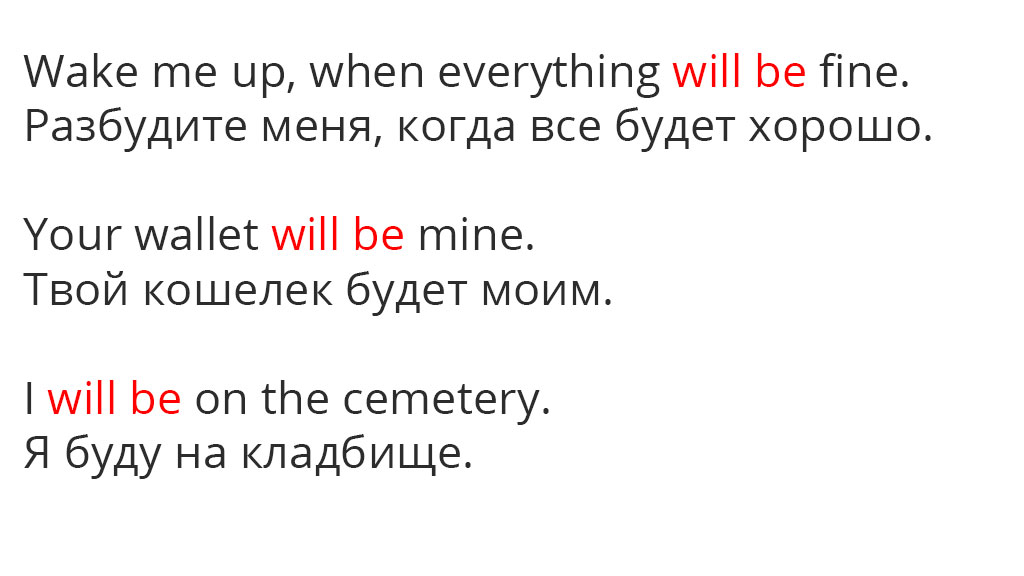 Wake me up, when everything will be fine.
Разбудите меня, когда все будет хорошо.
Your wallet will be mine.
Твой кошелек будет моим.
I will be on the cemetery.
Я буду на кладбище.